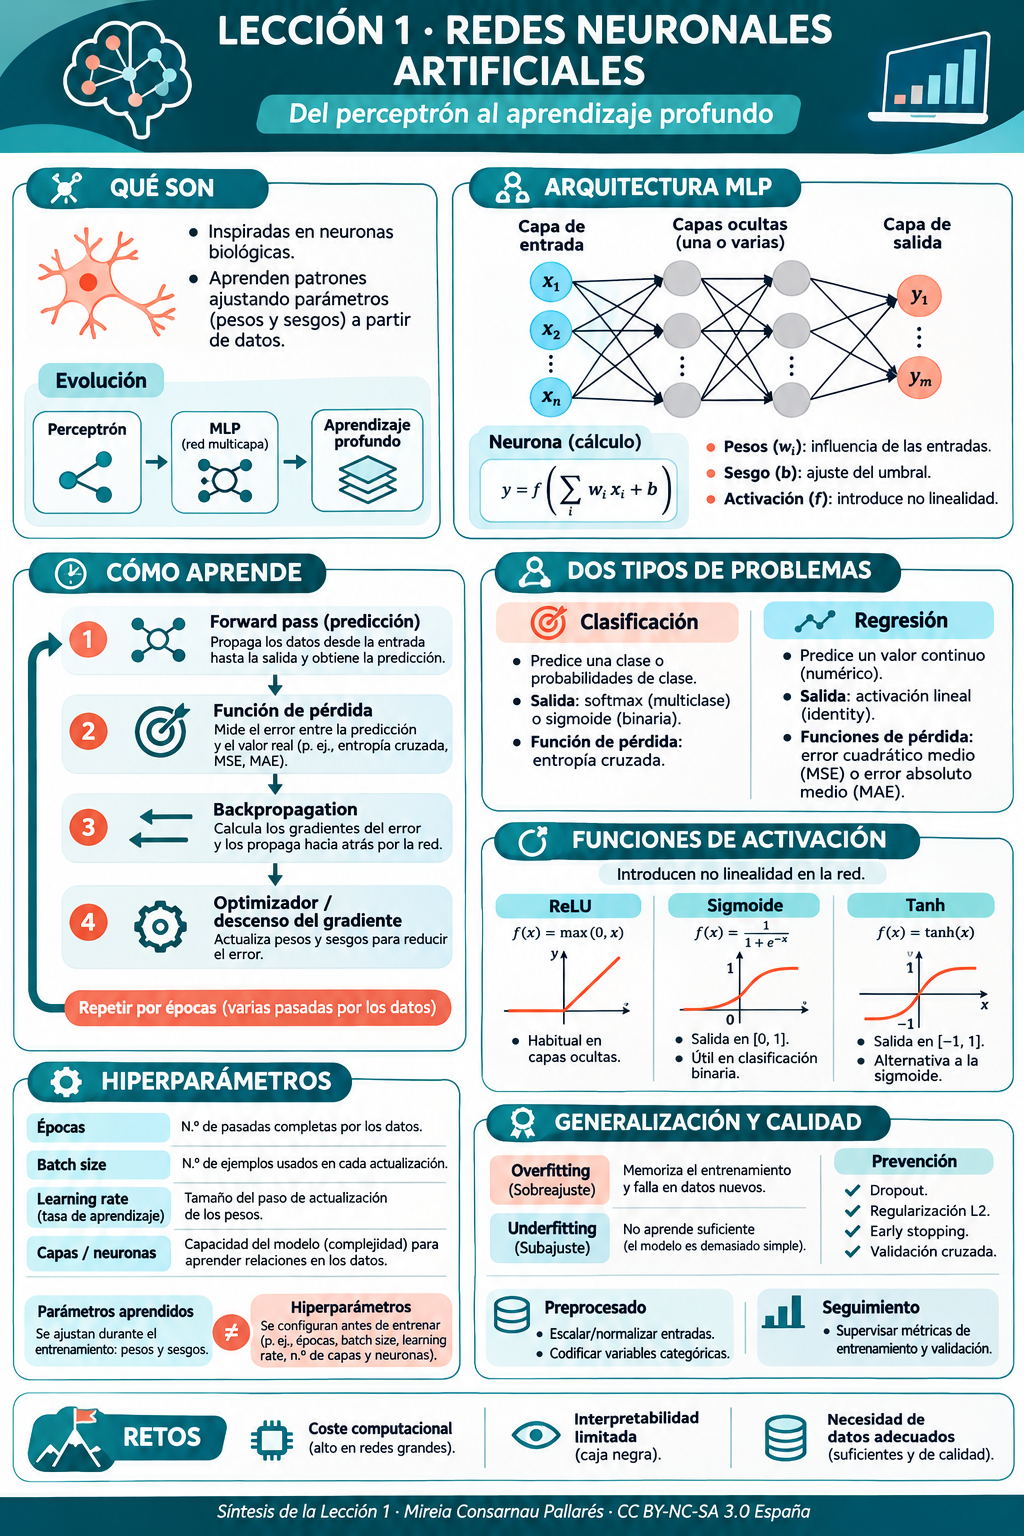 LECCIÓN 1 · REDES NEURONALES
ARTIFICIALES
Del perceptrón al aprendizaje profundo
QUÉ SON
• Inspiradas en neuronas
biológicas.
• Aprenden patrones
ajustando parámetros
(pesos y sesgos) a partir
de datos.
Evolución
Perceptrón
MLP
(red multicapa)
Aprendizaje
profundo
ARQUITECTURA MLP
Capa de
entrada
Capas ocultas
(una o varias)
Capa de
salida
x₁
x₂
⋮
xₙ
⋮
⋮
y₁
⋮
yₘ
Neurona (cálculo)
y = f ( ∑ᵢ wᵢ xᵢ + b )
• Pesos (wᵢ): influencia de las entradas.
• Sesgo (b): ajuste del umbral.
• Activación (f): introduce no linealidad.
CÓMO APRENDE
1
Forward pass (predicción)
Propaga los datos desde la entrada
hasta la salida y obtiene la predicción.
2
Función de pérdida
Mide el error entre la predicción
y el valor real (p. ej., entropía cruzada,
MSE, MAE).
3
Backpropagation
Calcula los gradientes del error
y los propaga hacia atrás por la red.
4
Optimizador /
descenso del gradiente
Actualiza pesos y sesgos para reducir
el error.
Repetir por épocas (varias pasadas por los datos)
DOS TIPOS DE PROBLEMAS
Clasificación
• Predice una clase o
probabilidades de clase.
• Salida: softmax (multiclase)
o sigmoide (binaria).
• Función de pérdida:
entropía cruzada.
Regresión
• Predice un valor continuo
(numérico).
• Salida: activación lineal
(identity).
• Funciones de pérdida:
error cuadrático medio
(MSE) o error absoluto
medio (MAE).
FUNCIONES DE ACTIVACIÓN
Introducen no linealidad en la red.
ReLU
f(x) = max (0, x)
y
• Habitual en
capas ocultas.
Sigmoide
f(x) = 1 / (1 + e⁻ˣ)
1
0
• Salida en [0, 1].
• Útil en clasificación
binaria.
Tanh
f(x) = tanh(x)
1
x
−1
• Salida en [−1, 1].
• Alternativa a la
sigmoide.
HIPERPARÁMETROS
Épocas
N.º de pasadas completas por los datos.
Batch size
N.º de ejemplos usados en cada actualización.
Learning rate
(tasa de aprendizaje)
Tamaño del paso de actualización
de los pesos.
Capas / neuronas
Capacidad del modelo (complejidad) para
aprender relaciones en los datos.
Parámetros aprendidos
Se ajustan durante el
entrenamiento: pesos y sesgos.
≠
Hiperparámetros
Se configuran antes de entrenar
(p. ej., épocas, batch size, learning
rate, n.º de capas y neuronas).
GENERALIZACIÓN Y CALIDAD
Overfitting
(Sobreajuste)
Memoriza el entrenamiento
y falla en datos nuevos.
Underfitting
(Subajuste)
No aprende suficiente
(el modelo es demasiado simple).
Prevención
✔ Dropout.
✔ Regularización L2.
✔ Early stopping.
✔ Validación cruzada.
Preprocesado
• Escalar/normalizar entradas.
• Codificar variables categóricas.
Seguimiento
• Supervisar métricas de
entrenamiento y validación.
RETOS
Coste computacional
(alto en redes grandes).
Interpretabilidad
limitada
(caja negra).
Necesidad de
datos adecuados
(suficientes y de calidad).
Síntesis de la Lección 1 · Mireia Consarnau Pallarés · CC BY-NC-SA 3.0 España